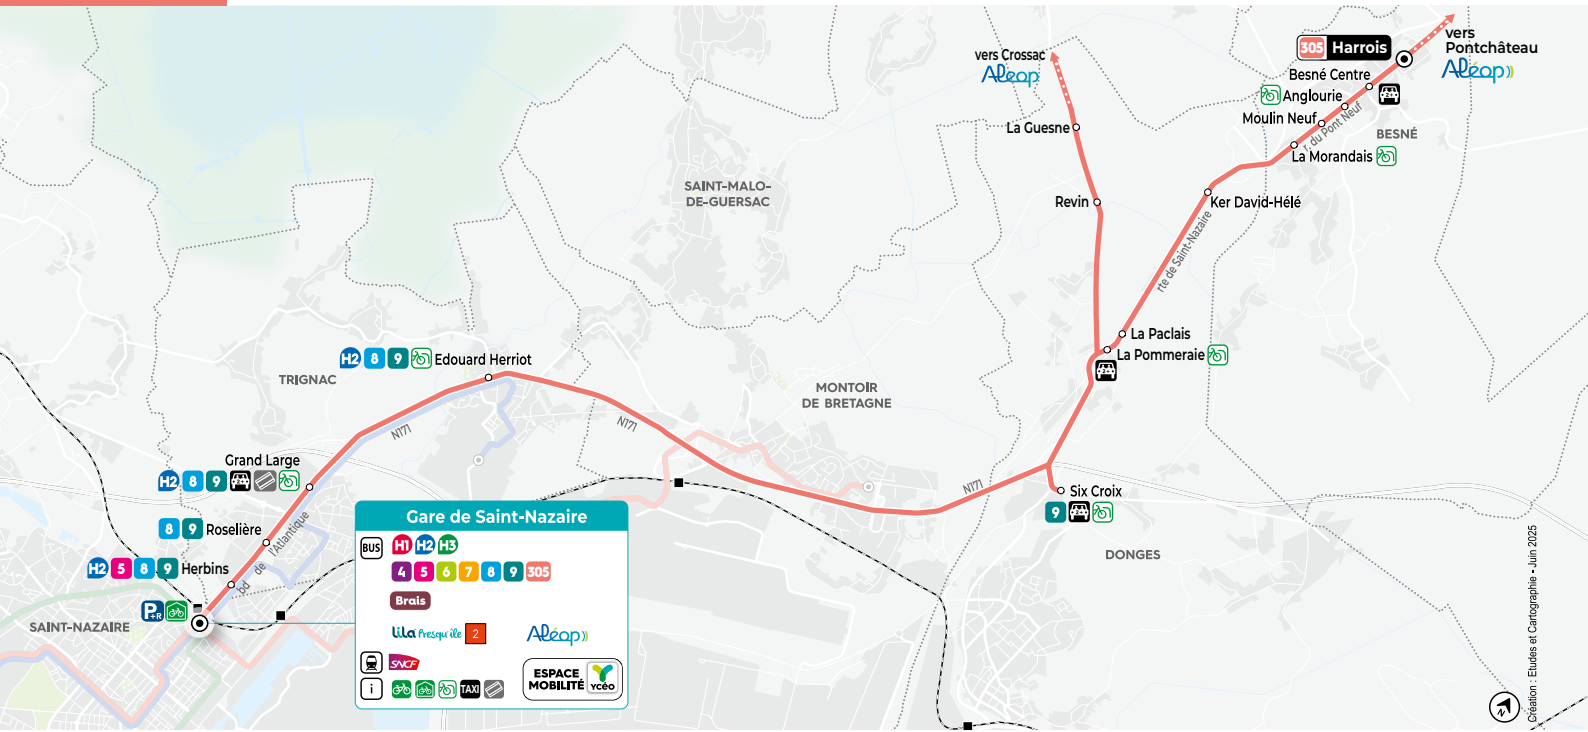 305 Harrois
vers
Pontchâteau
Aléop
vers Crossac
Aléop
Besné Centre
Anglourie
Moulin Neuf
r. du Pont Neuf
BESNÉ
La Morandais
La Guesne
Revin
Ker David-Hélé
rte de Saint-Nazaire
SAINT-MALO-
DE-GUERSAC
La Paclais
La Pommeraie
H2 8 9 Edouard Herriot
TRIGNAC
MONTOIR
DE BRETAGNE
N171
N171
N171
Grand Large
H2 8 9
8 9 Roselière
bd de l'Atlantique
H2 5 8 9 Herbins
P+R
SAINT-NAZAIRE
Six Croix
9
DONGES
Gare de Saint-Nazaire
BUS H1 H2 H3
4 5 6 7 8 9 305
Brais
Lila Presqu'île 2 Aléop
SNCF
i TAXI
ESPACE
MOBILITÉ YCÉO
N
Création : Etudes et Cartographie - Juin 2025